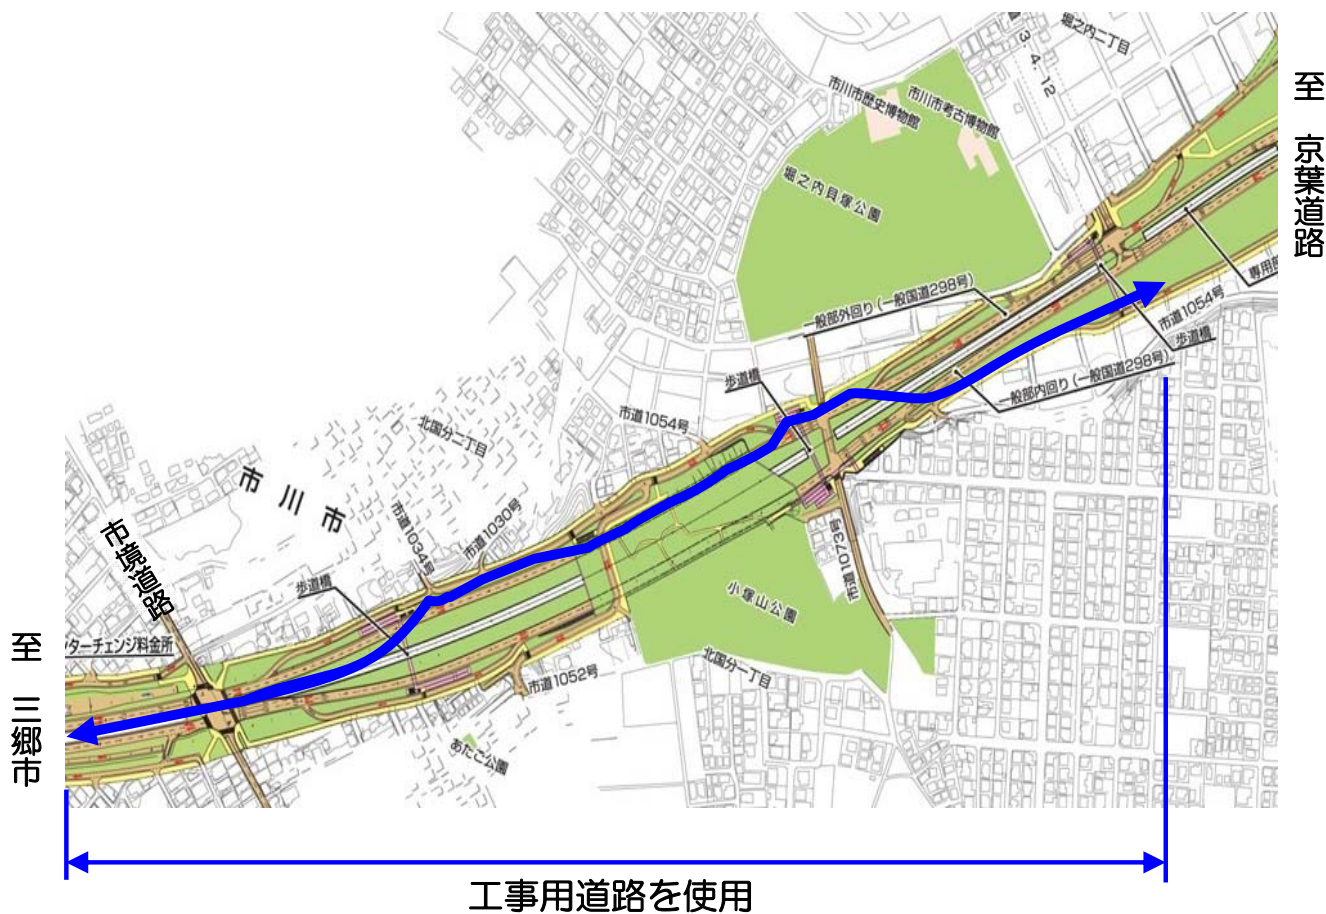 堀之内二丁目
3．4．12
市川市歴史博物館
市川市考古博物館
堀之内貝塚公園
至 京葉道路
一般部外回り(一般国道298号)
専用部
市道1054号
歩道橋
一般部内回り(一般国道298号)
歩道橋
市道1054号
北国分二丁目
市川市
市道1034号
市道1030号
市境道路
歩道橋
市道1073号
小塚山公園
ターチェンジ料金所
北国分一丁目
市道1052号
あたご公園
至 三郷市
工事用道路を使用